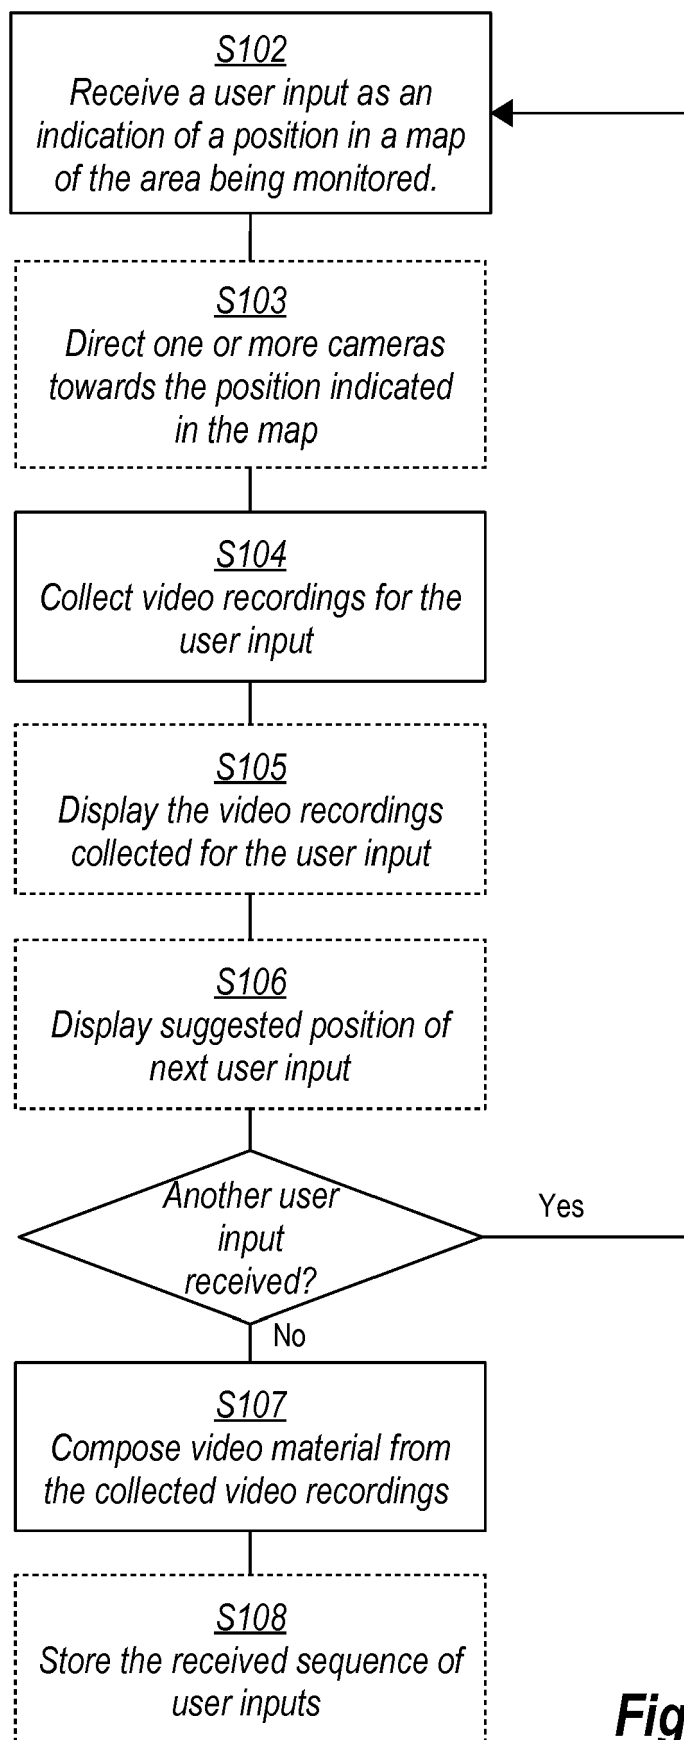 S102
Receive a user input as an
indication of a position in a map
of the area being monitored.
S103
Direct one or more cameras
towards the position indicated
in the map
S104
Collect video recordings for the
user input
S105
Display the video recordings
collected for the user input
S106
Display suggested position of
next user input
Another user
input
received?
Yes
No
S107
Compose video material from
the collected video recordings
S108
Store the received sequence of
user inputs
Fig